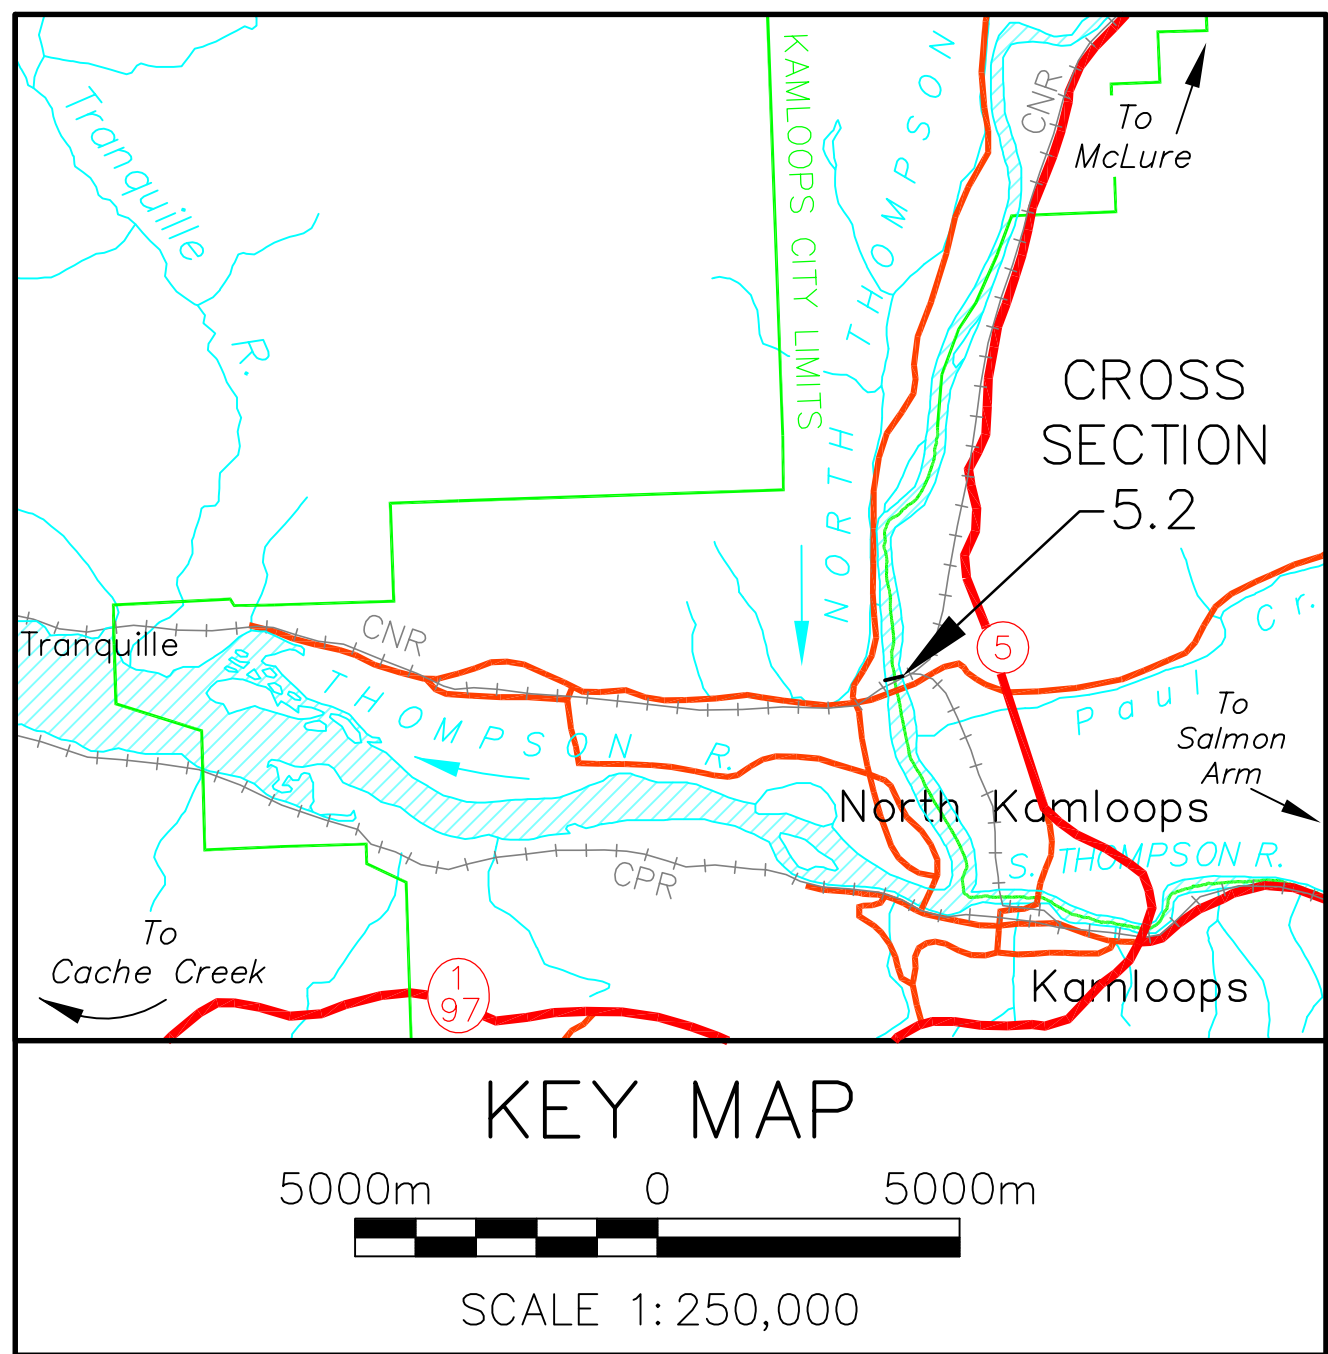 Tranquille
R.
KAMLOOPS CITY LIMITS
NORTH THOMPSON
CNR
To
McLure
CROSS
SECTION
5.2
Tranquille
CNR
THOMPSON R.
5
Paul Cr.
To
Salmon
Arm
North Kamloops
S. THOMPSON R.
CPR
To
Cache Creek
1
97
Kamloops
KEY MAP
5000m 0 5000m
SCALE 1:250,000